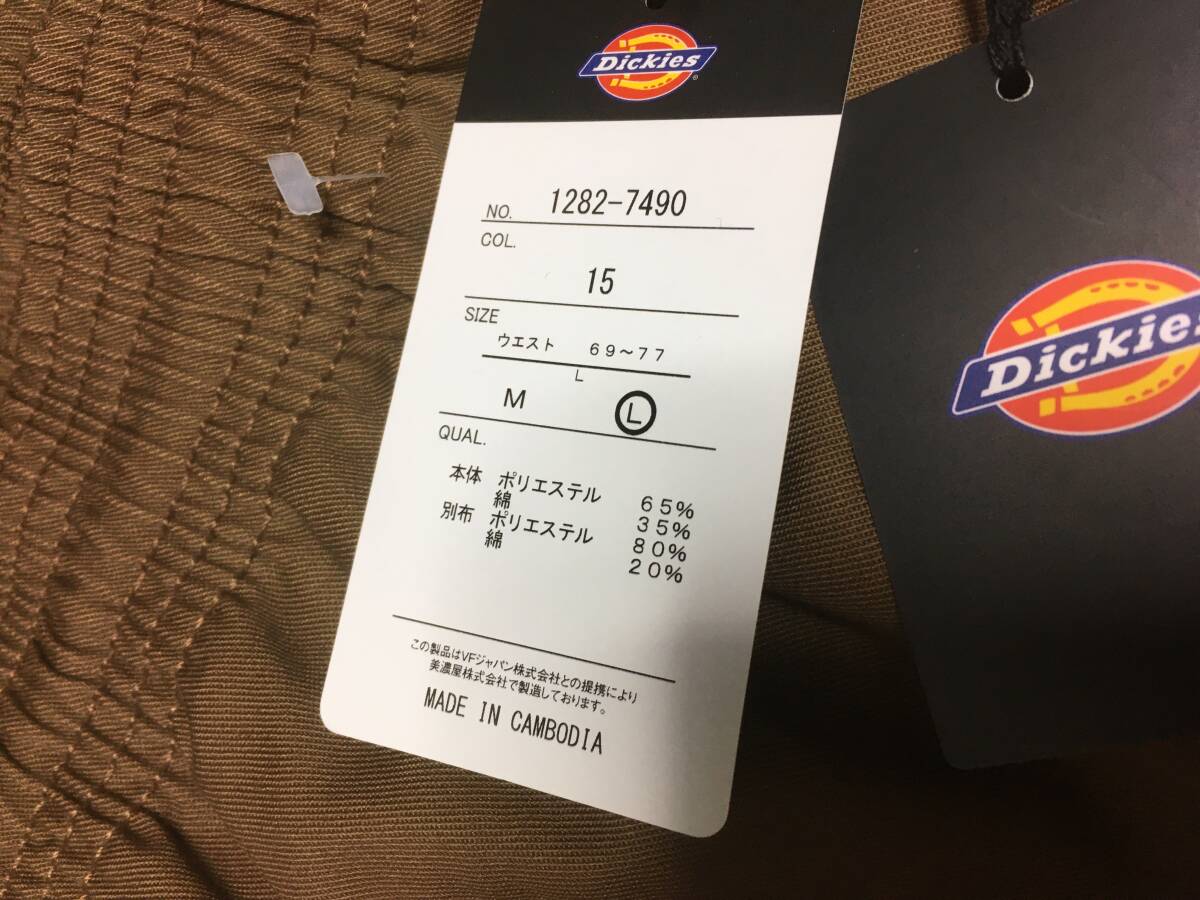 Dickies
NO. 1282-7490
COL.
15
SIZE
ウエスト 69～77
L
M L
QUAL.
本体 ポリエステル 65%
綿 35%
別布 ポリエステル 80%
綿 20%
この製品はVFジャパン株式会社との提携により
美濃屋株式会社で製造しております。
MADE IN CAMBODIA
Dickies